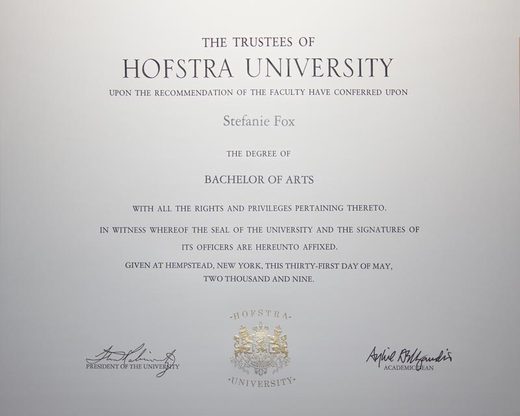 THE TRUSTEES OF
HOFSTRA UNIVERSITY
UPON THE RECOMMENDATION OF THE FACULTY HAVE CONFERRED UPON
Stefanie Fox
THE DEGREE OF
BACHELOR OF ARTS
WITH ALL THE RIGHTS AND PRIVILEGES PERTAINING THERETO.
IN WITNESS WHEREOF THE SEAL OF THE UNIVERSITY AND THE SIGNATURES OF
ITS OFFICERS ARE HEREUNTO AFFIXED.
GIVEN AT HEMPSTEAD, NEW YORK, THIS THIRTY-FIRST DAY OF MAY,
TWO THOUSAND AND NINE.
·HOFSTRA·
·UNIVERSITY·
PRESIDENT OF THE UNIVERSITY
ACADEMIC DEAN